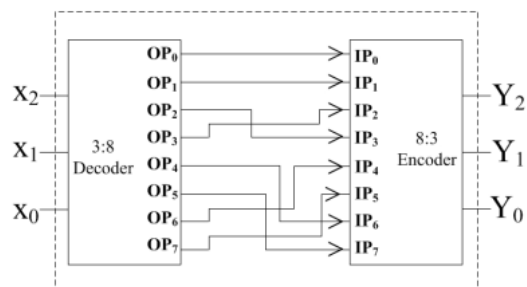 OP₀ IP₀
OP₁ IP₁
X₂ OP₂ IP₂ Y₂
OP₃ IP₃
X₁ 3:8 Decoder OP₄ IP₄ 8:3 Encoder Y₁
OP₅ IP₅
X₀ OP₆ IP₆ Y₀
OP₇ IP₇